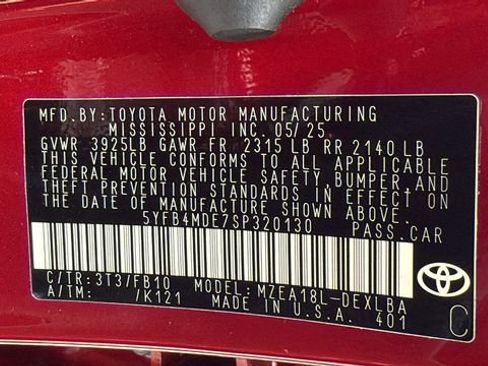 MFD.BY:TOYOTA MOTOR MANUFACTURING
MISSISSIPPI INC.05/25
GVWR 3925LB GAWR FR 2315 LB RR 2140 LB
THIS VEHICLE CONFORMS TO ALL APPLICABLE
FEDERAL MOTOR VEHICLE SAFETY, BUMPER, AND
THEFT PREVENTION STANDARDS IN EFFECT ON
THE DATE OF MANUFACTURE SHOWN ABOVE.
5YFB4MDE7SP320130 PASS.CAR
C/TR:3T3/FB10 MODEL:MZEA18L-DEXLBA
A/TM: /K121 MADE IN U.S.A. 401
TOYOTA
C